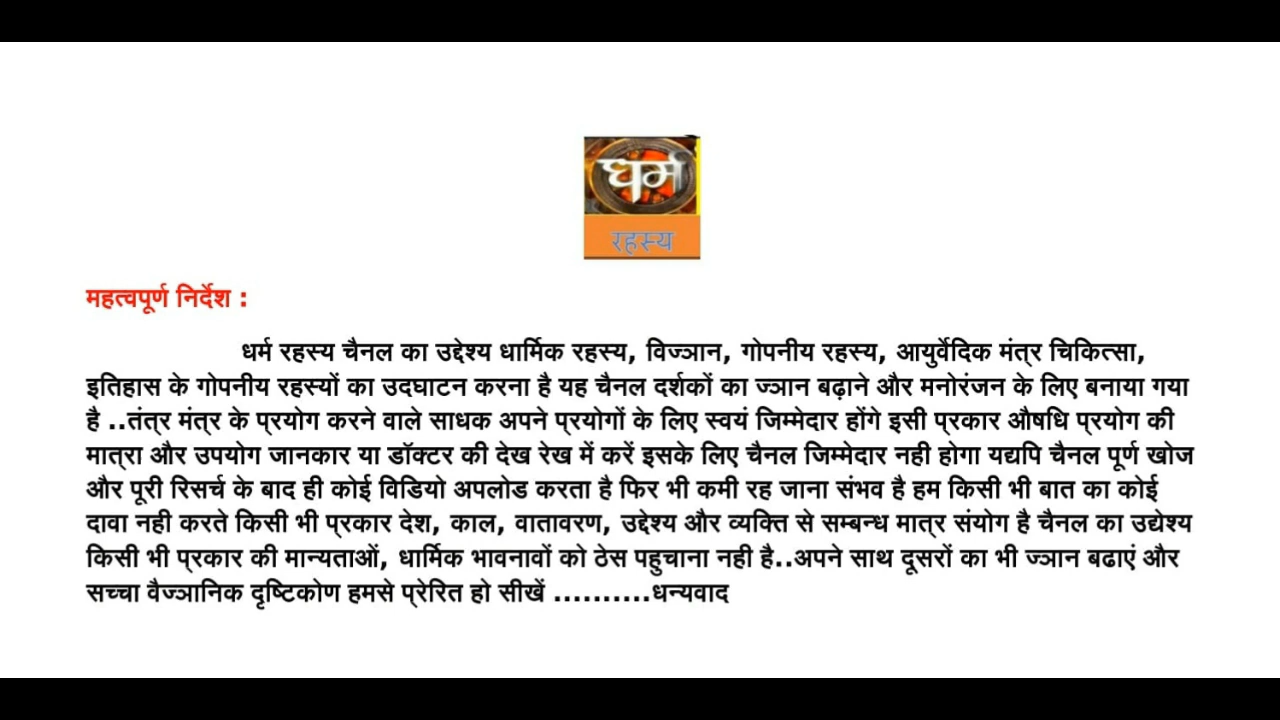 धर्म
रहस्य
महत्वपूर्ण निर्देश :
धर्म रहस्य चैनल का उद्देश्य धार्मिक रहस्य, विज्ञान, गोपनीय रहस्य, आयुर्वेदिक मंत्र चिकित्सा,
इतिहास के गोपनीय रहस्यों का उदघाटन करना है यह चैनल दर्शकों का ज्ञान बढ़ाने और मनोरंजन के लिए बनाया गया
है ..तंत्र मंत्र के प्रयोग करने वाले साधक अपने प्रयोगों के लिए स्वयं जिम्मेदार होंगे इसी प्रकार औषधि प्रयोग की
मात्रा और उपयोग जानकार या डॉक्टर की देख रेख में करें इसके लिए चैनल जिम्मेदार नही होगा यद्यपि चैनल पूर्ण खोज
और पूरी रिसर्च के बाद ही कोई विडियो अपलोड करता है फिर भी कमी रह जाना संभव है हम किसी भी बात का कोई
दावा नही करते किसी भी प्रकार देश, काल, वातावरण, उद्देश्य और व्यक्ति से सम्बन्ध मात्र संयोग है चैनल का उद्येश्य
किसी भी प्रकार की मान्यताओं, धार्मिक भावनावों को ठेस पहुचाना नही है..अपने साथ दूसरों का भी ज्ञान बढाएं और
सच्चा वैज्ञानिक दृष्टिकोण हमसे प्रेरित हो सीखें ..........धन्यवाद